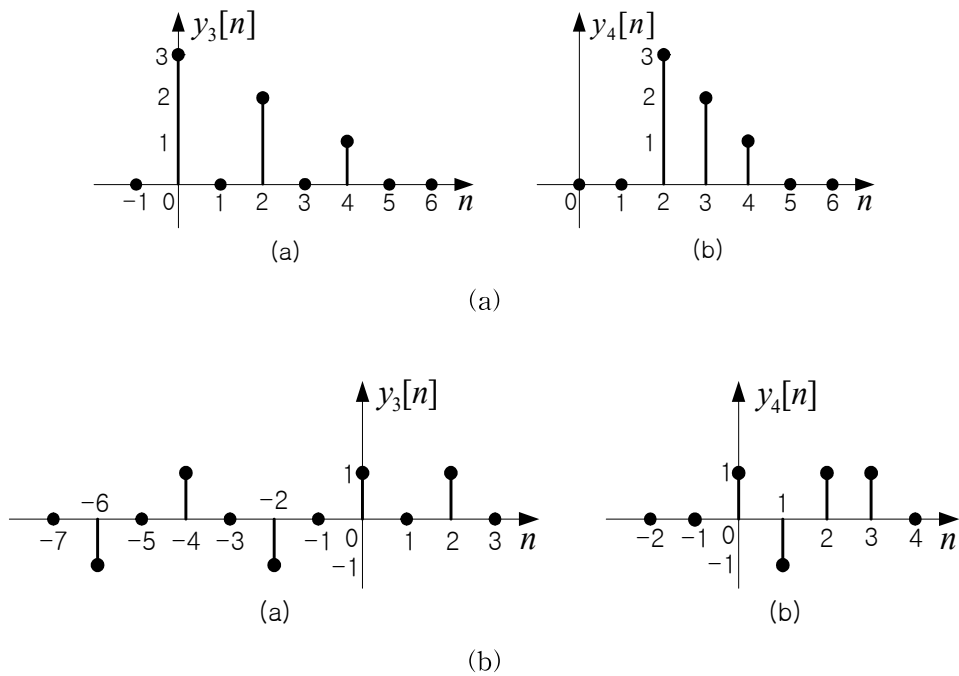 y₃[n] y₄[n]
3 3
2 2
1 1
-1 0 1 2 3 4 5 6 n 0 1 2 3 4 5 6 n
(a) (b)
(a)
y₃[n] y₄[n]
1 1
-6 -2 1
-7 -5 -4 -3 -1 0 1 2 3 n -2 -1 0 2 3 4 n
-1 -1
(a) (b)
(b)